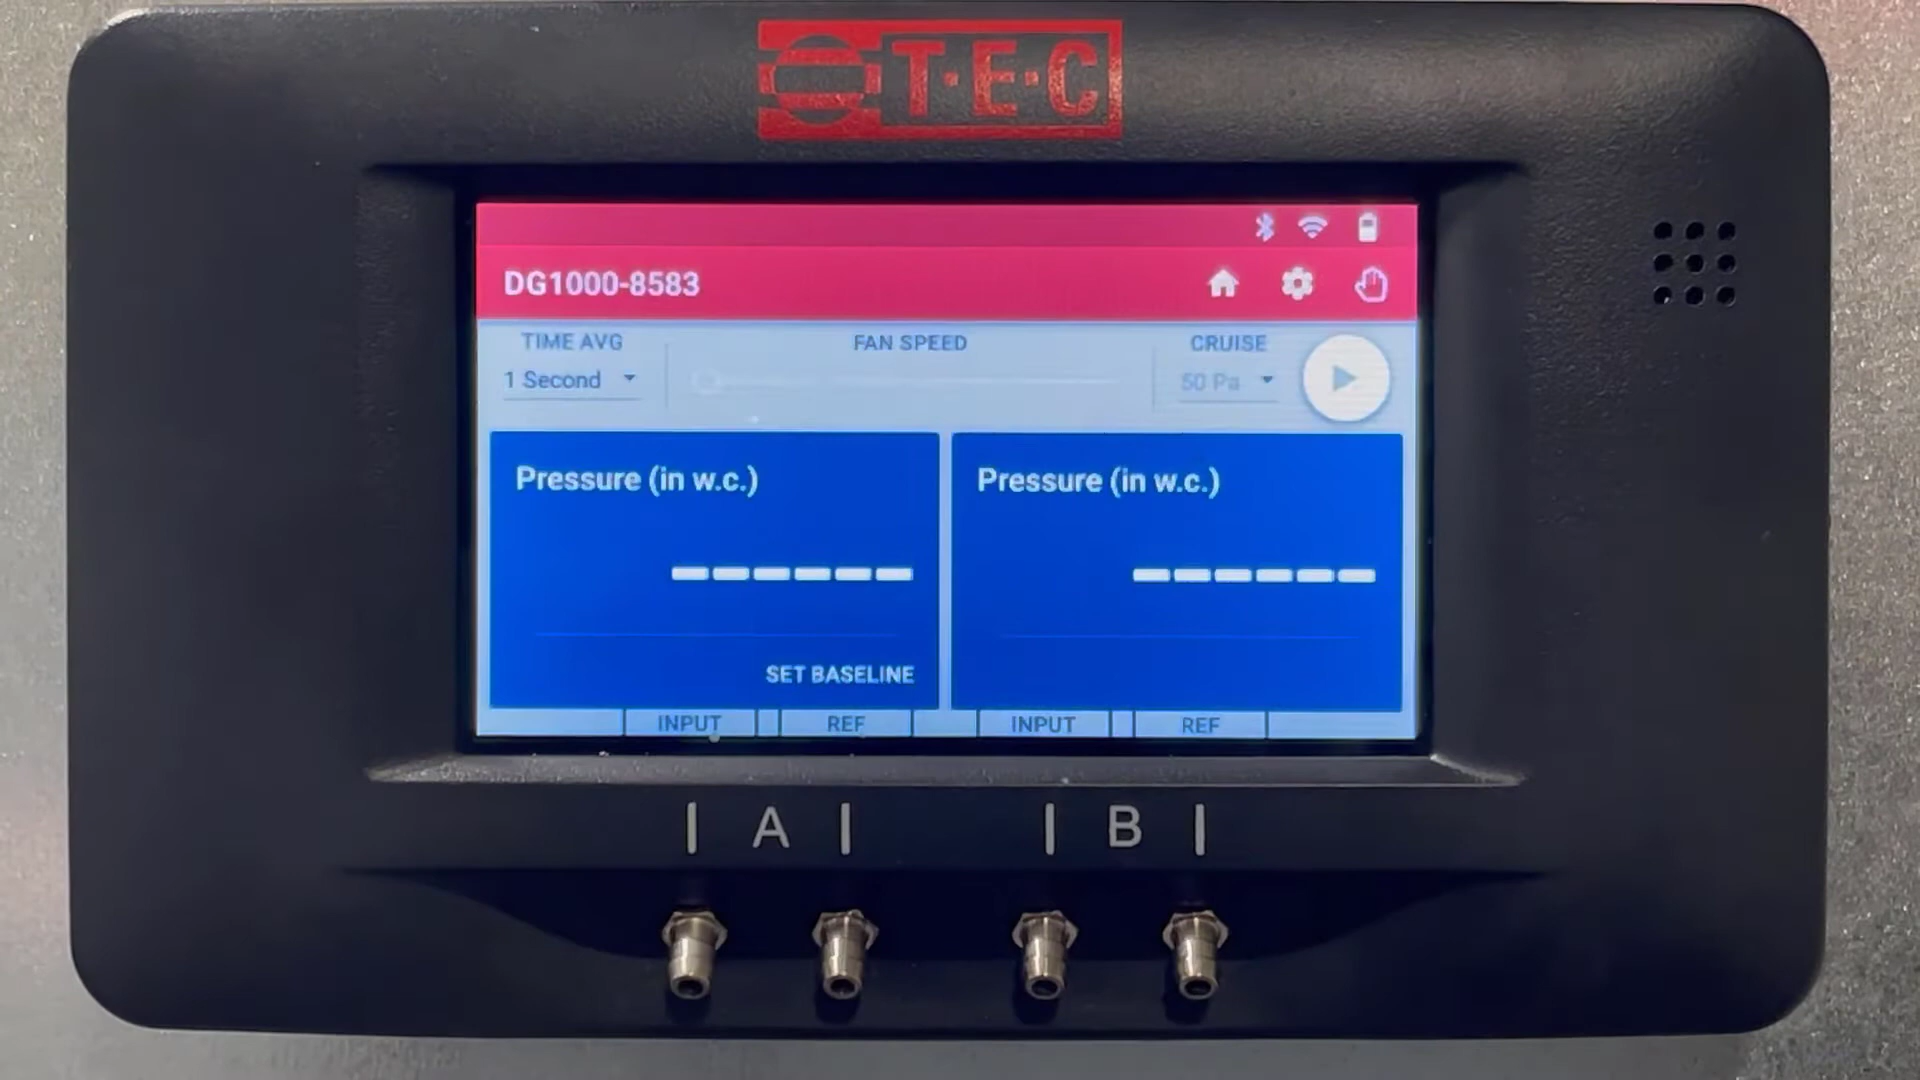 T·E·C
DG1000-8583
TIME AVG
FAN SPEED
CRUISE
1 Second
50 Pa
Pressure (in w.c.)
Pressure (in w.c.)
------
------
SET BASELINE
INPUT
REF
INPUT
REF
A
B